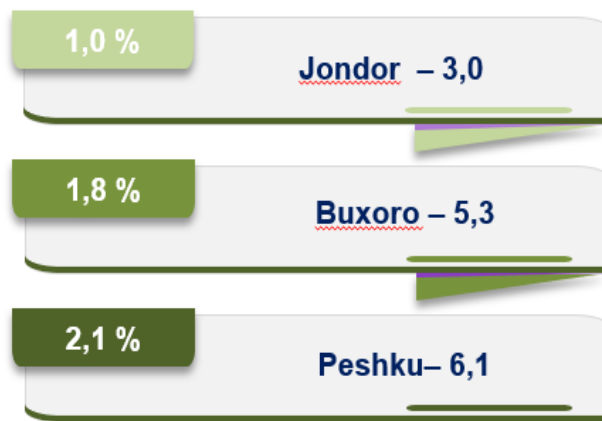 1,0 %
Jondor – 3,0
1,8 %
Buxoro – 5,3
2,1 %
Peshku– 6,1